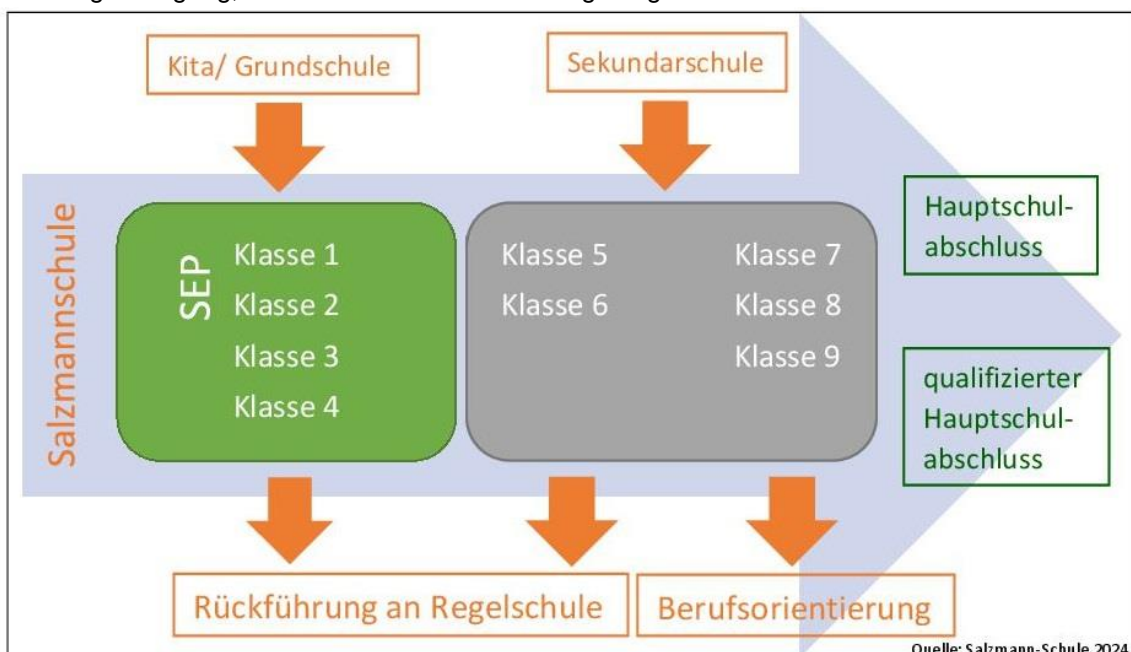 Kita/ Grundschule
Sekundarschule
Salzmannschule
SEP
Klasse 1
Klasse 2
Klasse 3
Klasse 4
Klasse 5
Klasse 6
Klasse 7
Klasse 8
Klasse 9
Hauptschul-
abschluss
qualifizierter
Hauptschul-
abschluss
Rückführung an Regelschule
Berufsorientierung
Quelle: Salzmann-Schule 2024